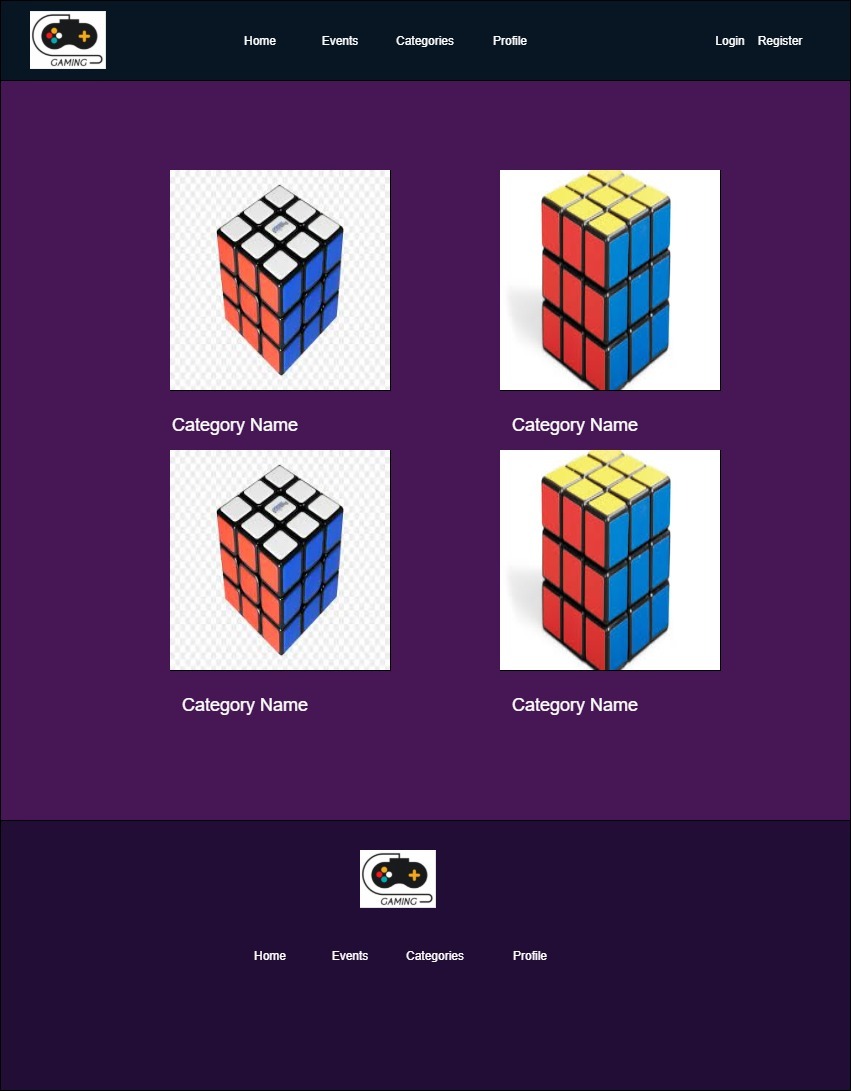 GAMING
Home Events Categories Profile Login Register
Category Name Category Name
Category Name Category Name
GAMING
Home Events Categories Profile